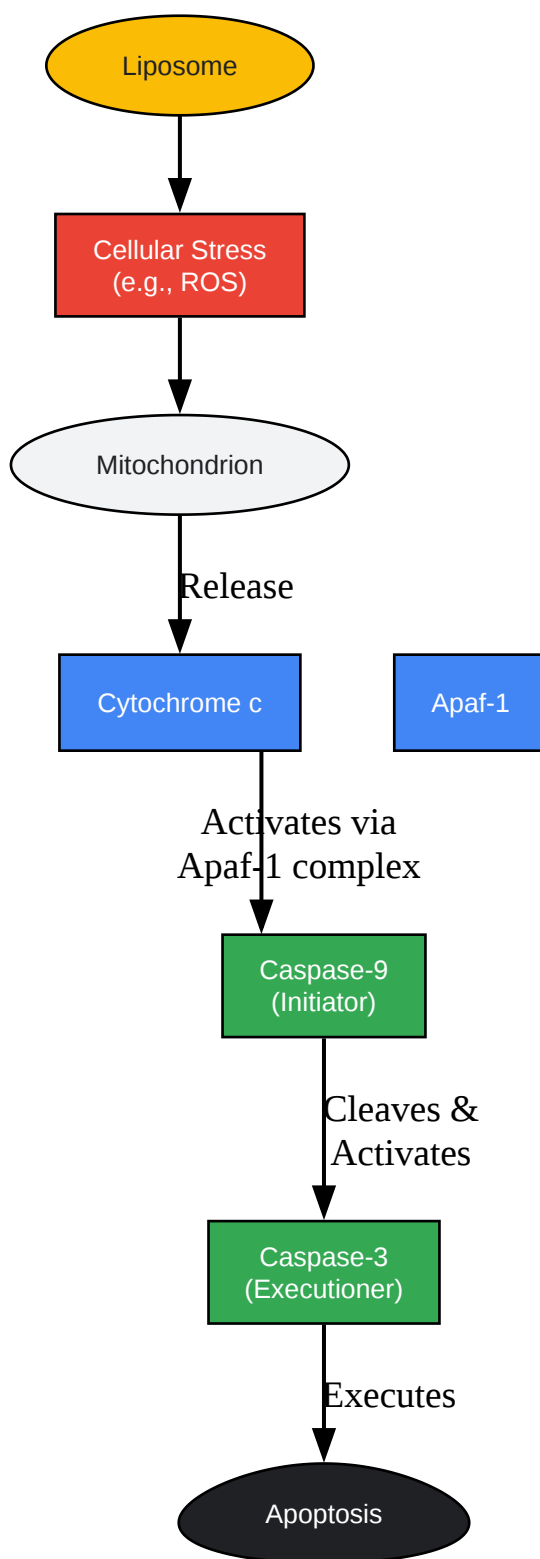 Liposome
Cellular Stress
(e.g., ROS)
Mitochondrion
Release
Cytochrome c
Apaf-1
Activates via
Apaf-1 complex
Caspase-9
(Initiator)
Cleaves &
Activates
Caspase-3
(Executioner)
Executes
Apoptosis